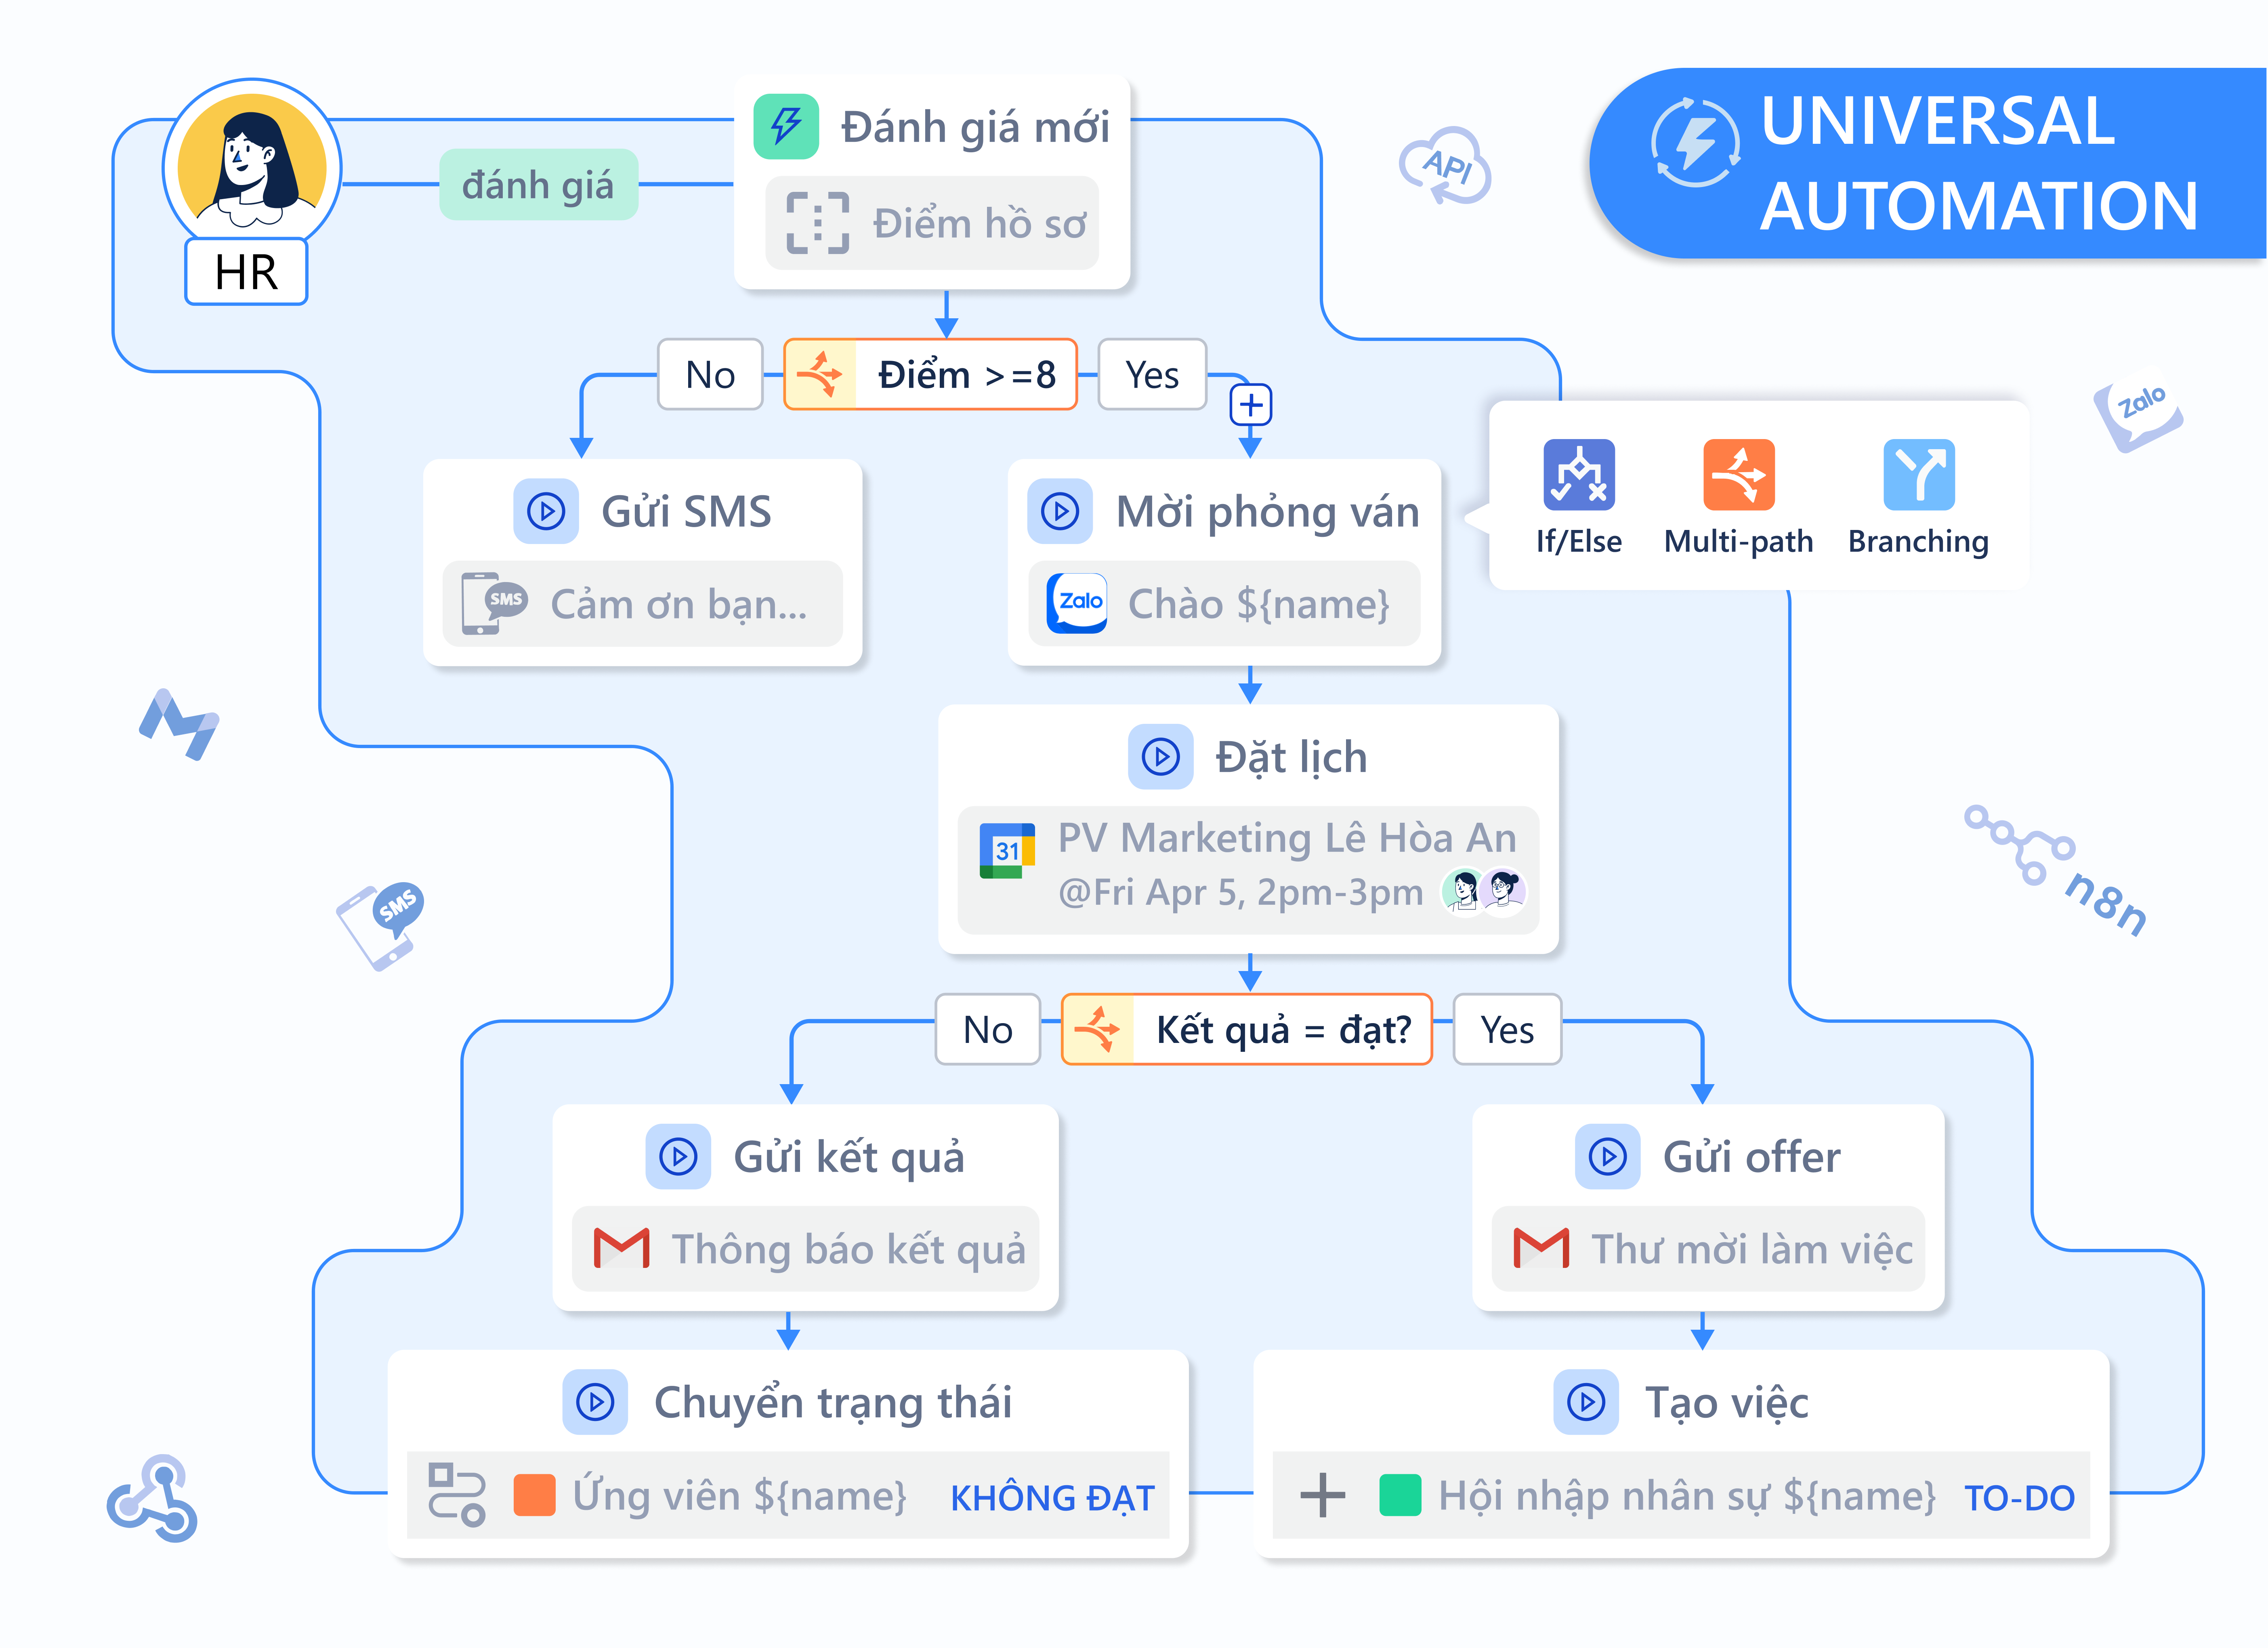 UNIVERSAL
AUTOMATION
HR
đánh giá
Đánh giá mới
Điểm hồ sơ
API
No
Điểm >=8
Yes
Zalo
Gửi SMS
SMS
Cảm ơn bạn...
Mời phỏng vấn
Zalo
Chào ${name}
If/Else
Multi-path
Branching
Đặt lịch
31
PV Marketing Lê Hòa An
@Fri Apr 5, 2pm-3pm
SMS
n8n
No
Kết quả = đạt?
Yes
Gửi kết quả
Thông báo kết quả
Gửi offer
Thư mời làm việc
Chuyển trạng thái
Ứng viên ${name} KHÔNG ĐẠT
Tạo việc
Hội nhập nhân sự ${name} TO-DO